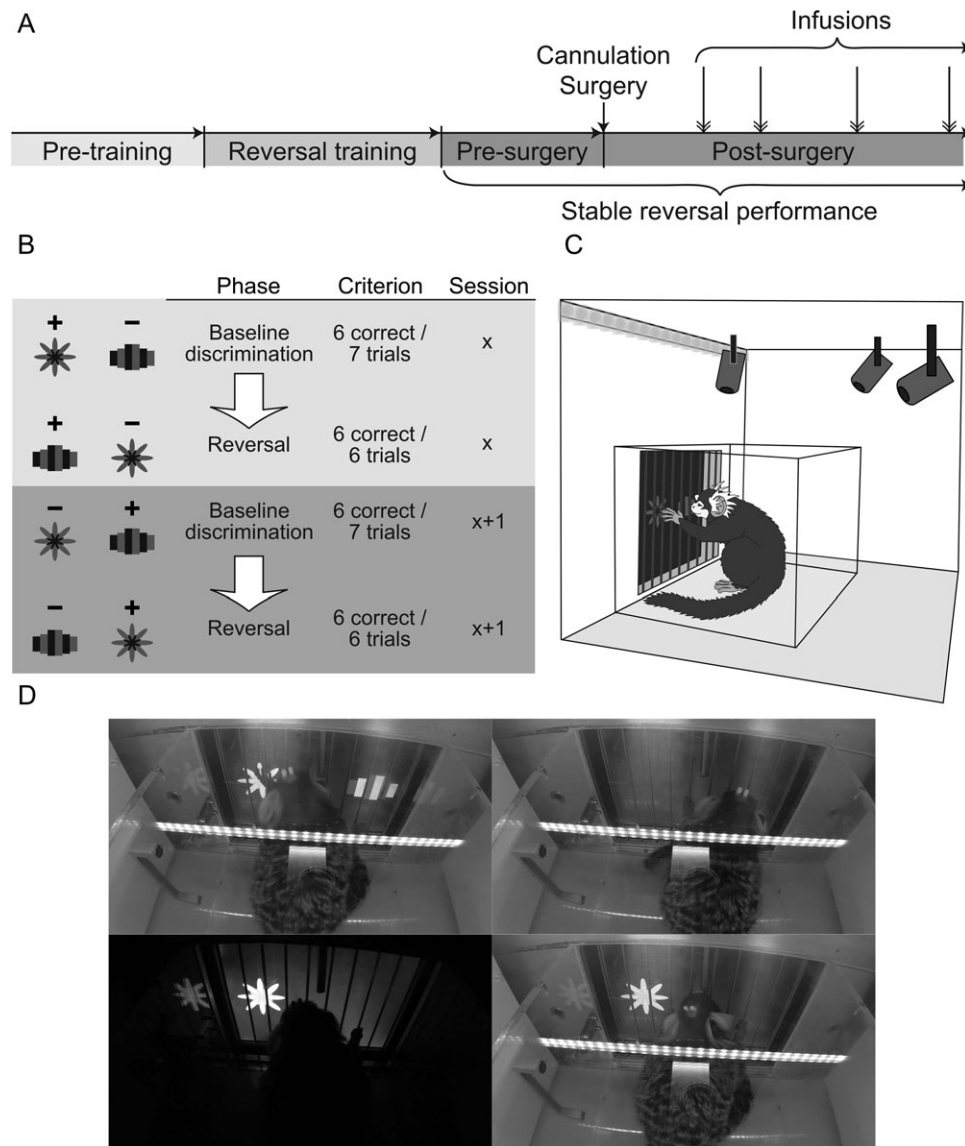 A
Infusions
Cannulation
Surgery
Pre-training
Reversal training
Pre-surgery
Post-surgery
Stable reversal performance
B
Phase Criterion Session
+ −
Baseline
discrimination
6 correct /
7 trials
x
+ −
Reversal
6 correct /
6 trials
x
− +
Baseline
discrimination
6 correct /
7 trials
x+1
− +
Reversal
6 correct /
6 trials
x+1
C
D